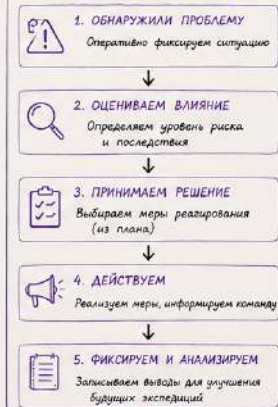 1. ОБНАРУЖИЛИ ПРОБЛЕМУ
Оперативно фиксируем ситуацию
2. ОЦЕНИВАЕМ ВЛИЯНИЕ
Определяем уровень риска
и последствия
3. ПРИНИМАЕМ РЕШЕНИЕ
Выбираем меры реагирования
(из плана)
4. ДЕЙСТВУЕМ
Реализуем меры, информируем команду
5. ФИКСИРУЕМ И АНАЛИЗИРУЕМ
Записываем выводы для улучшения
будущих экспедиций